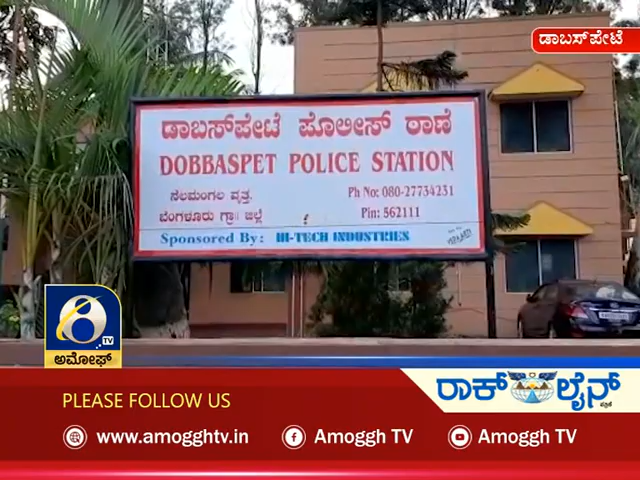 ಡಾಬಸ್‌ಪೇಟೆ
ಡಾಬಸ್‌ಪೇಟೆ ಪೊಲೀಸ್ ಠಾಣೆ
DOBBASPET POLICE STATION
ನೆಲಮಂಗಲ ವೃತ್ತ, Ph No: 080-27734231
ಬೆಂಗಳೂರು ಗ್ರಾ|| ಜಿಲ್ಲೆ Pin: 562111
Sponsored By: HI-TECH INDUSTRIES
TV
ಅಮೋಘ್
ರಾಕ್ ಲೈನ್
PLEASE FOLLOW US
www.amogghtv.in
Amoggh TV
Amoggh TV